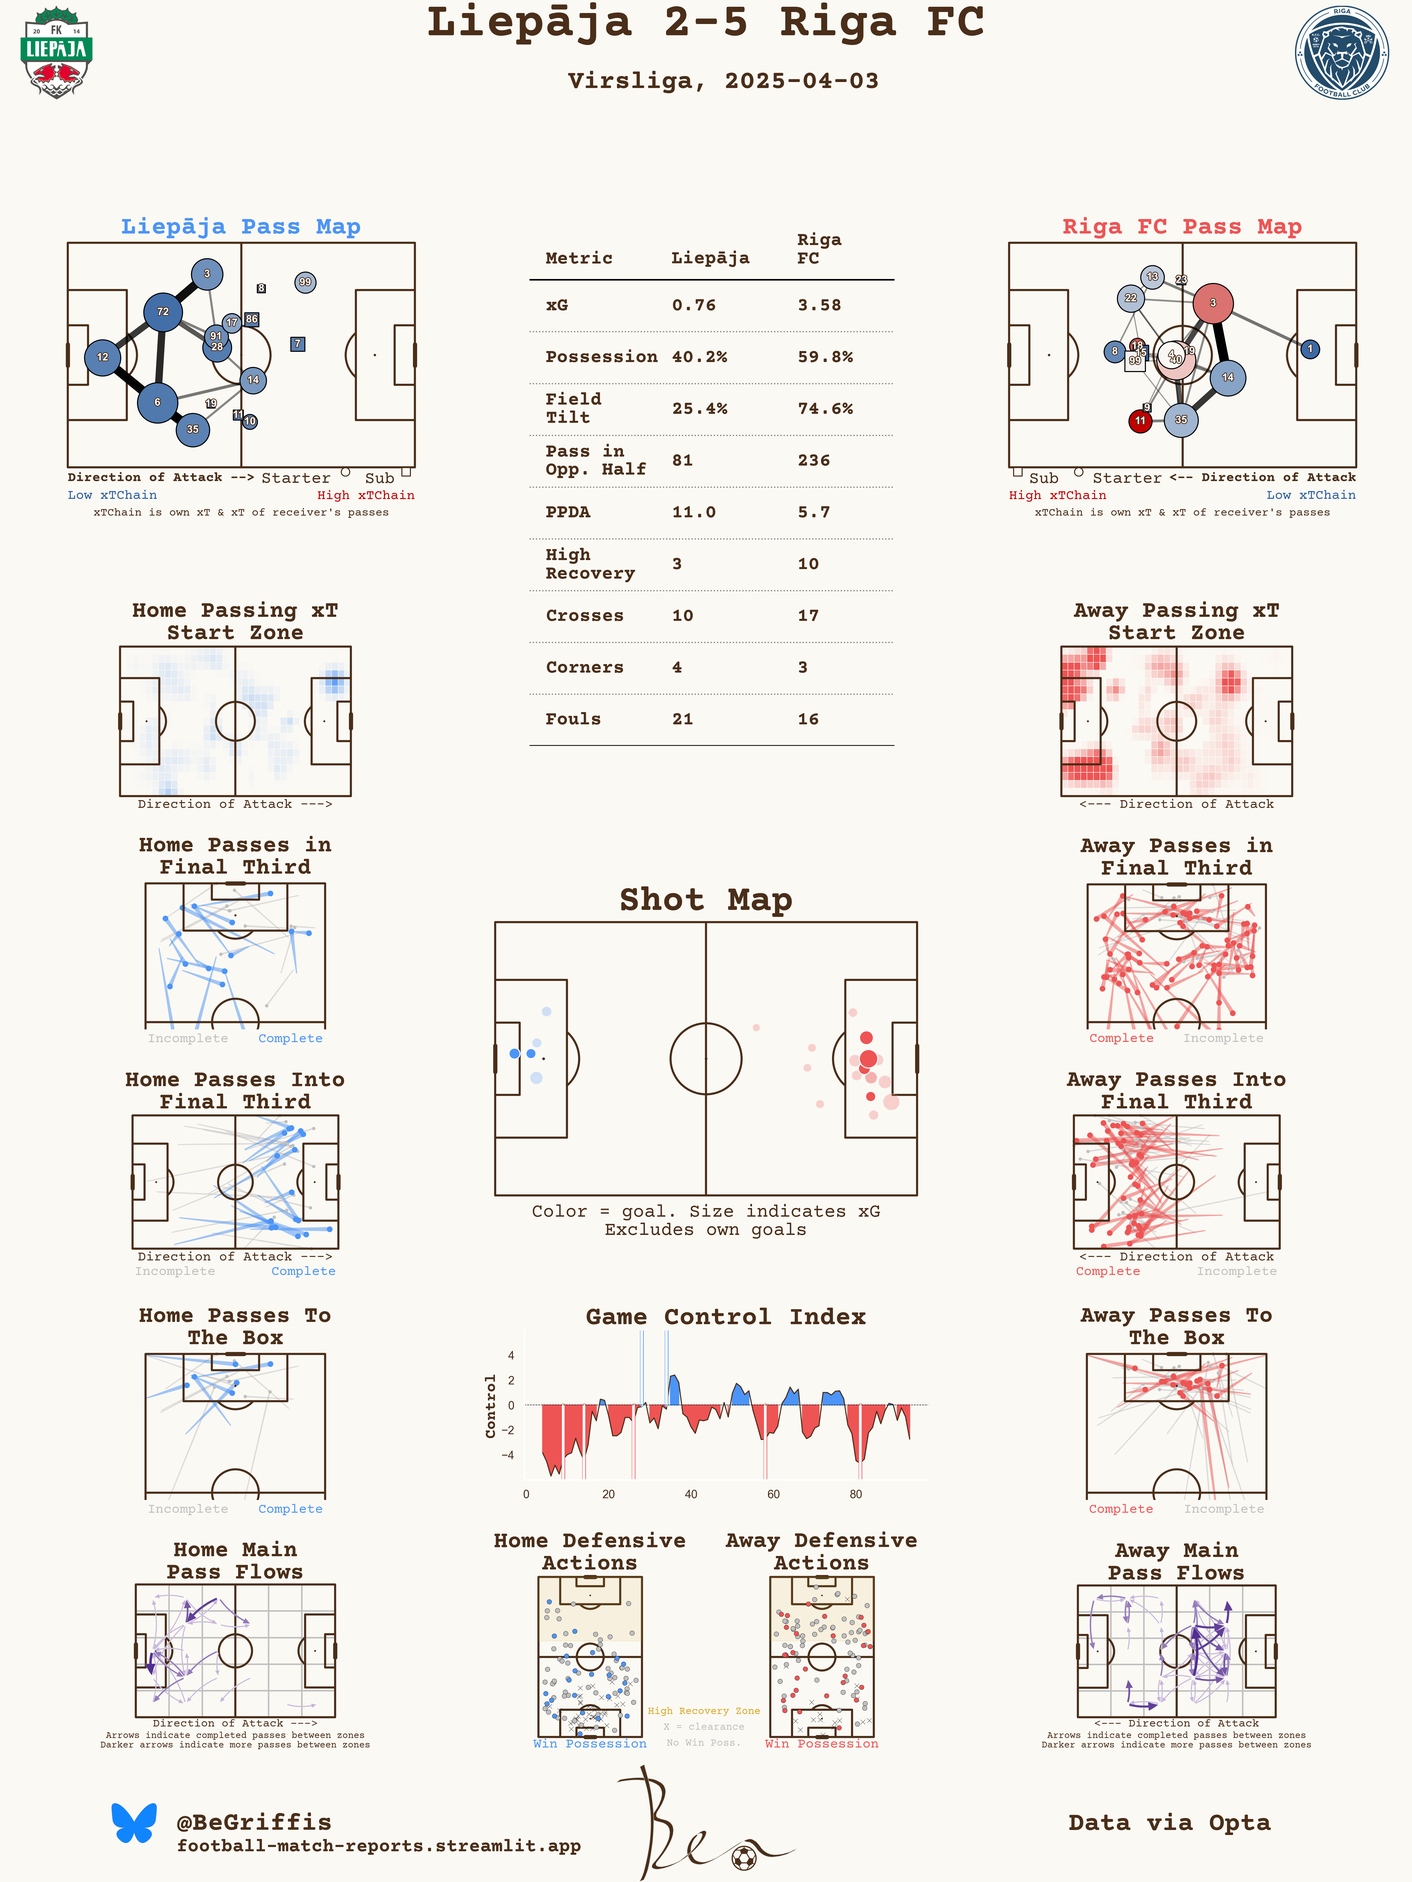 Liepāja 2-5 Riga FC
Virsliga, 2025-04-03
20 FK 14
LIEPĀJA
RIGA
FOOTBALL CLUB
Liepāja Pass Map
3
99
8
72
17
86
91
28
7
12
14
6
19
11
10
35
Direction of Attack --> Starter Sub
Low xTChain High xTChain
xTChain is own xT & xT of receiver's passes
Metric Liepāja Riga FC
xG 0.76 3.58
Possession 40.2% 59.8%
Field Tilt 25.4% 74.6%
Pass in Opp. Half 81 236
PPDA 11.0 5.7
High Recovery 3 10
Crosses 10 17
Corners 4 3
Fouls 21 16
Riga FC Pass Map
13
23
22
3
8
15
99
4
40
19
1
14
9
11
35
Sub Starter <-- Direction of Attack
High xTChain Low xTChain
xTChain is own xT & xT of receiver's passes
Home Passing xT
Start Zone
Direction of Attack --->
Away Passing xT
Start Zone
<--- Direction of Attack
Home Passes in
Final Third
Incomplete Complete
Away Passes in
Final Third
Complete Incomplete
Shot Map
Color = goal. Size indicates xG
Excludes own goals
Home Passes Into
Final Third
Direction of Attack --->
Incomplete Complete
Away Passes Into
Final Third
<--- Direction of Attack
Complete Incomplete
Home Passes To
The Box
Incomplete Complete
Game Control Index
Control
4
2
0
−2
−4
0 20 40 60 80
Away Passes To
The Box
Complete Incomplete
Home Main
Pass Flows
Direction of Attack --->
Arrows indicate completed passes between zones
Darker arrows indicate more passes between zones
Home Defensive
Actions
Win Possession
High Recovery Zone
X = clearance
No Win Poss.
Away Defensive
Actions
Win Possession
Away Main
Pass Flows
<--- Direction of Attack
Arrows indicate completed passes between zones
Darker arrows indicate more passes between zones
@BeGriffis
football-match-reports.streamlit.app
Ben
Data via Opta